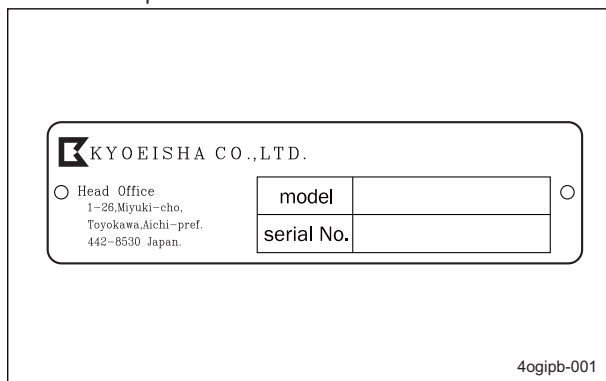 KYOEISHA CO.,LTD.
Head Office
1-26,Miyuki-cho,
Toyokawa,Aichi-pref.
442-8530 Japan.
model
serial No.
4ogipb-001